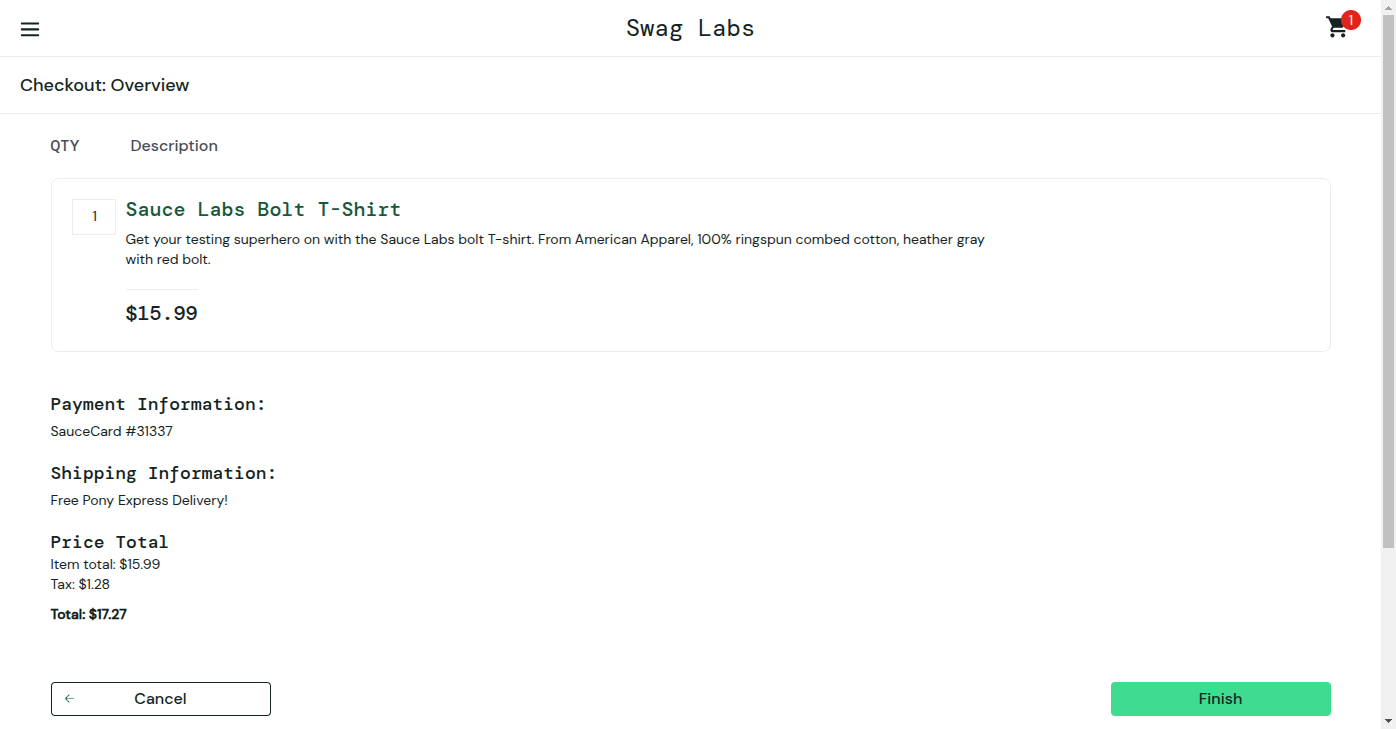 Swag Labs
1
Checkout: Overview
QTY Description
1
Sauce Labs Bolt T-Shirt
Get your testing superhero on with the Sauce Labs bolt T-shirt. From American Apparel, 100% ringspun combed cotton, heather gray
with red bolt.
$15.99
Payment Information:
SauceCard #31337
Shipping Information:
Free Pony Express Delivery!
Price Total
Item total: $15.99
Tax: $1.28
Total: $17.27
Cancel
Finish